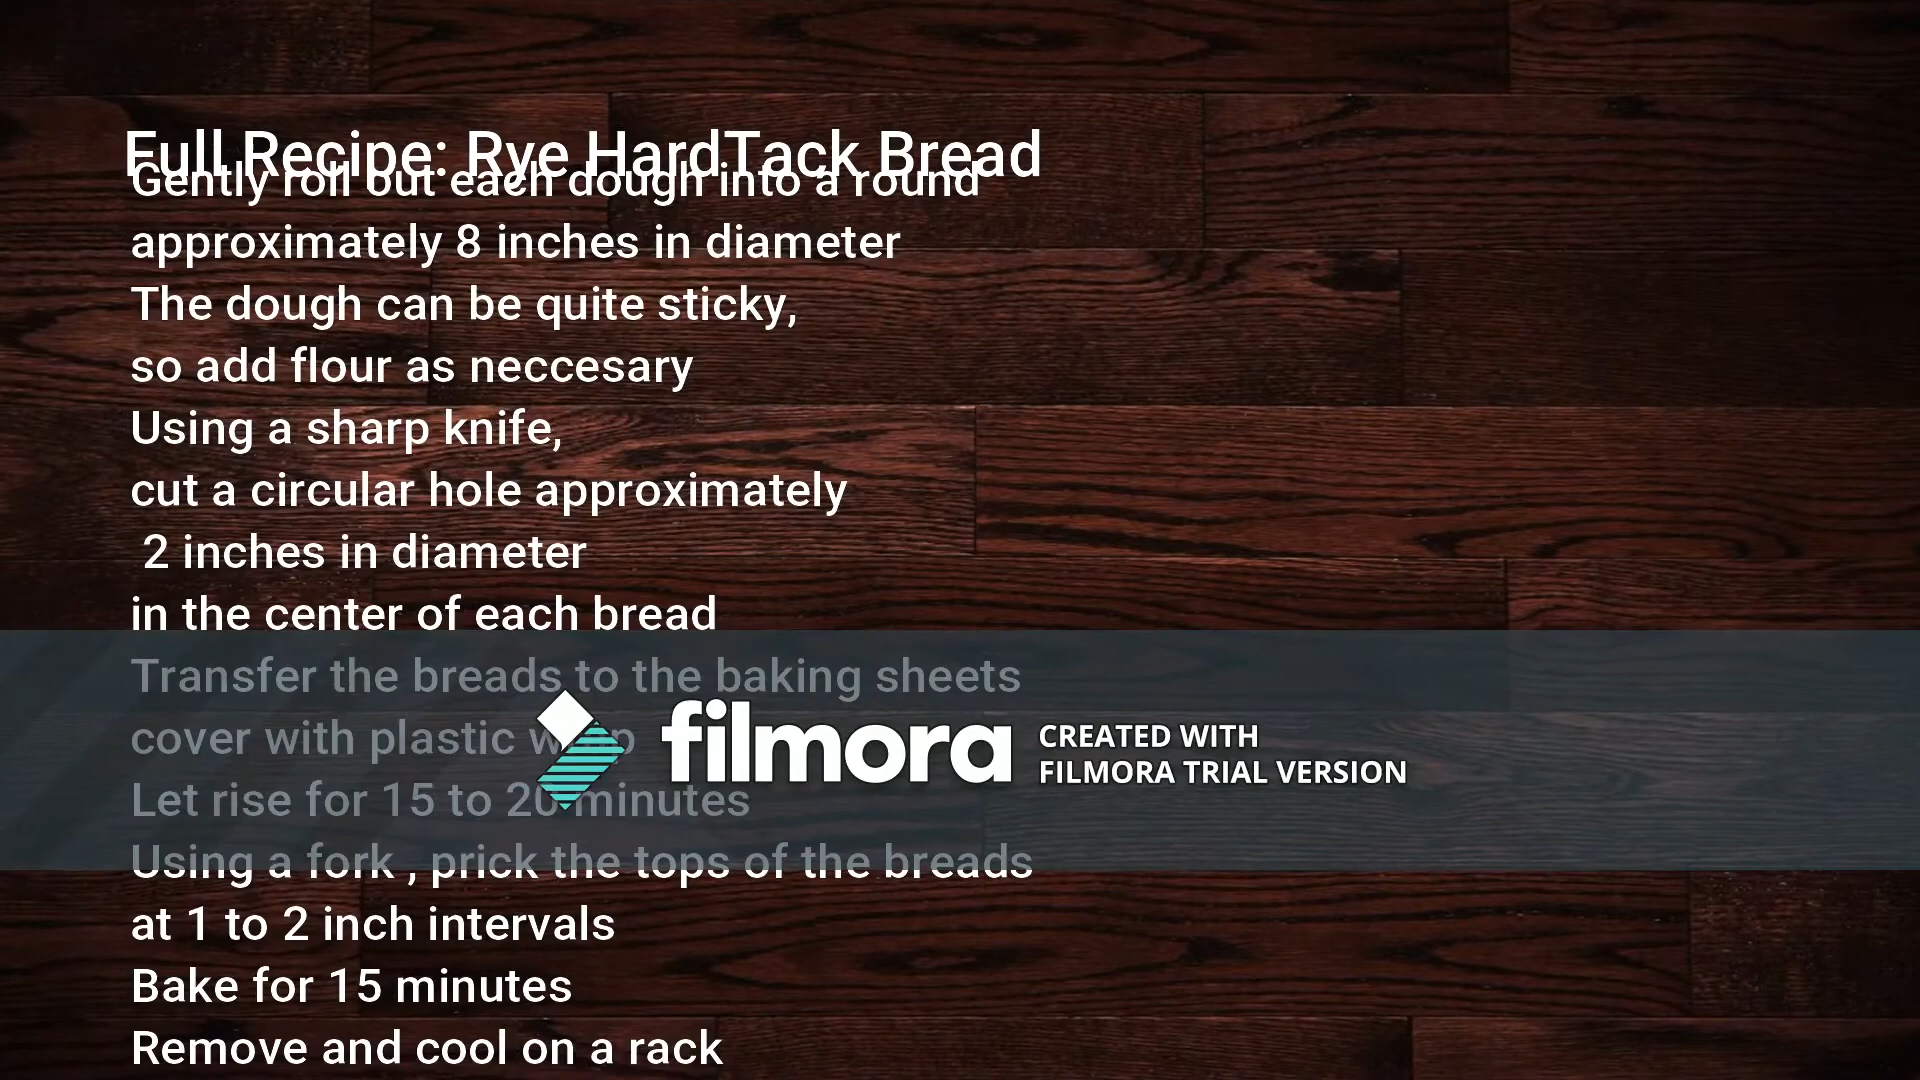 Full Recipe: Rye HardTack Bread
Gently roll out each dough into a round
approximately 8 inches in diameter
The dough can be quite sticky,
so add flour as neccesary
Using a sharp knife,
cut a circular hole approximately
2 inches in diameter
in the center of each bread
Transfer the breads to the baking sheets
cover with plastic wrap
filmora
CREATED WITH
FILMORA TRIAL VERSION
Let rise for 15 to 20 minutes
Using a fork , prick the tops of the breads
at 1 to 2 inch intervals
Bake for 15 minutes
Remove and cool on a rack